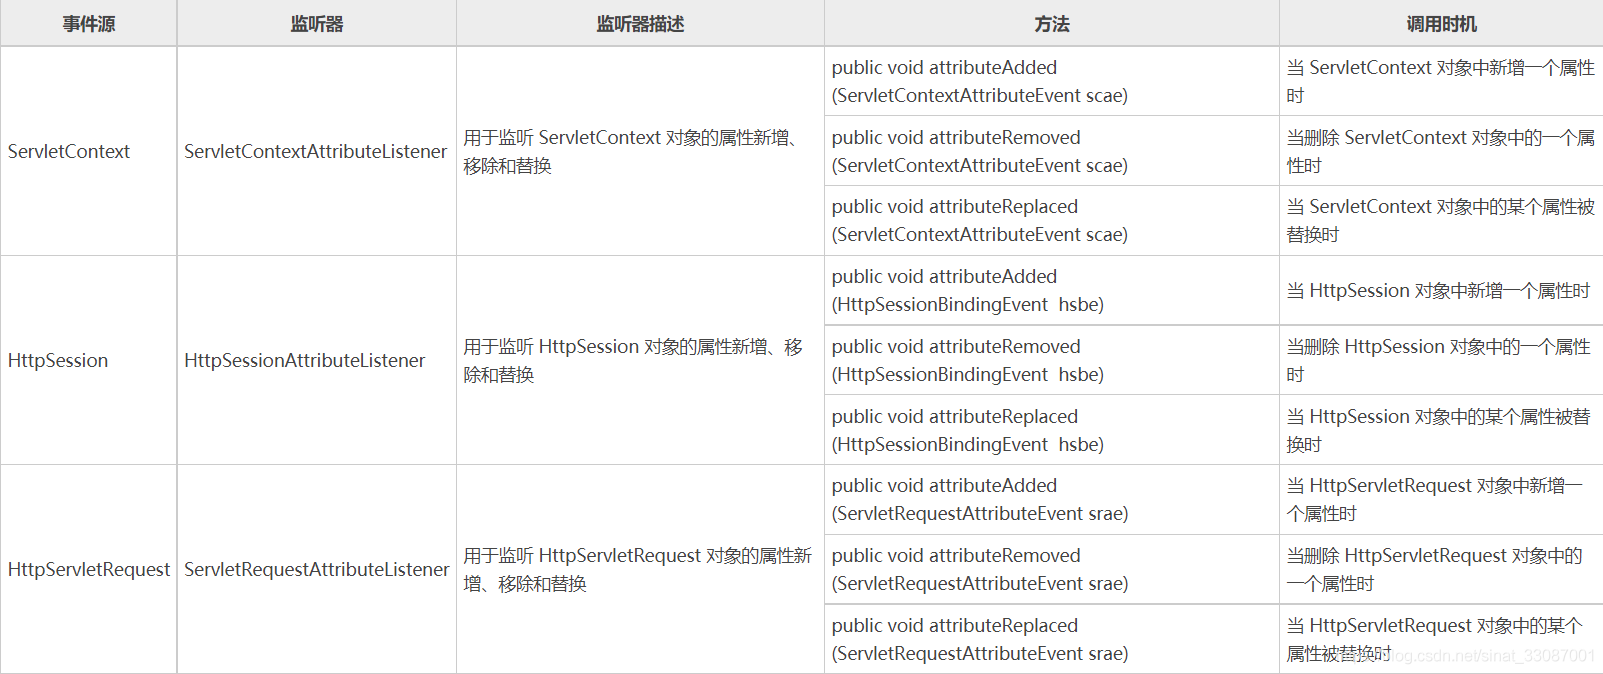 事件源 监听器 监听器描述 方法 调用时机
ServletContext ServletContextAttributeListener 用于监听 ServletContext 对象的属性新增、
移除和替换
public void attributeAdded
(ServletContextAttributeEvent scae)
当 ServletContext 对象中新增一个属性
时
public void attributeRemoved
(ServletContextAttributeEvent scae)
当删除 ServletContext 对象中的一个属
性时
public void attributeReplaced
(ServletContextAttributeEvent scae)
当 ServletContext 对象中的某个属性被
替换时
HttpSession HttpSessionAttributeListener 用于监听 HttpSession 对象的属性新增、移
除和替换
public void attributeAdded
(HttpSessionBindingEvent  hsbe)
当 HttpSession 对象中新增一个属性时
public void attributeRemoved
(HttpSessionBindingEvent  hsbe)
当删除 HttpSession 对象中的一个属性
时
public void attributeReplaced
(HttpSessionBindingEvent  hsbe)
当 HttpSession 对象中的某个属性被替
换时
HttpServletRequest ServletRequestAttributeListener 用于监听 HttpServletRequest 对象的属性新
增、移除和替换
public void attributeAdded
(ServletRequestAttributeEvent srae)
当 HttpServletRequest 对象中新增一
个属性时
public void attributeRemoved
(ServletRequestAttributeEvent srae)
当删除 HttpServletRequest 对象中的
一个属性时
public void attributeReplaced
(ServletRequestAttributeEvent srae)
当 HttpServletRequest 对象中的某个
属性被替换时
blog.csdn.net/sinat_33087001